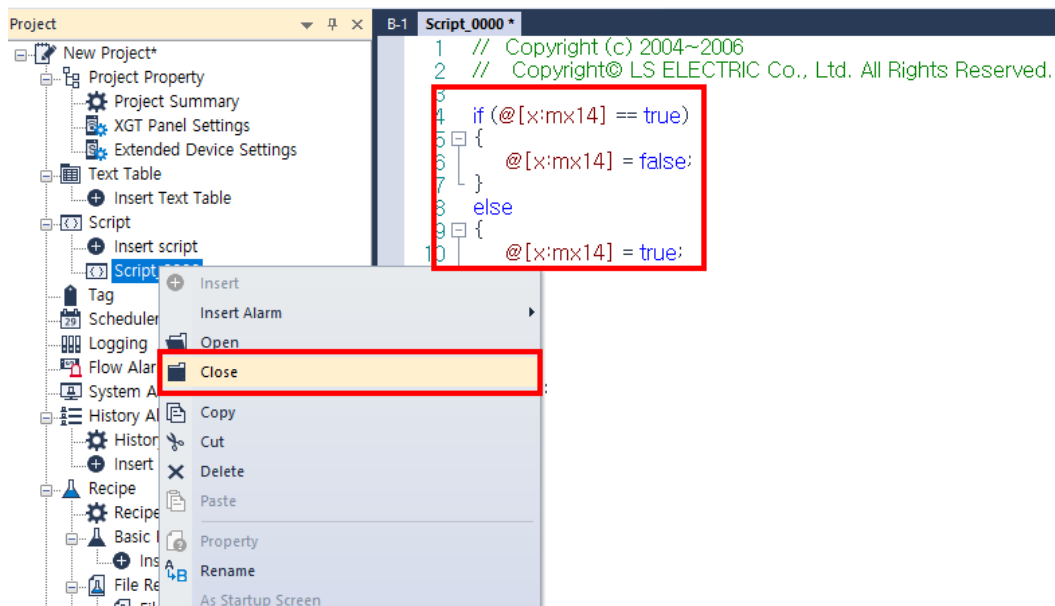 Project
B-1 Script_0000 *
New Project*
Project Property
Project Summary
XGT Panel Settings
Extended Device Settings
Text Table
Insert Text Table
Script
Insert script
Script_0000
Tag
Scheduler
Logging
Flow Alar
System A
History Al
Histor
Insert
Recipe
Recipe
Basic
Ins
File Re
1 // Copyright (c) 2004~2006
2 // Copyright© LS ELECTRIC Co., Ltd. All Rights Reserved.
3
4 if (@[x:mx14] == true)
5 {
6 @[x:mx14] = false;
7 }
8 else
9 {
10 @[x:mx14] = true;
Insert
Insert Alarm
Open
Close
Copy
Cut
Delete
Paste
Property
Rename
As Startup Screen